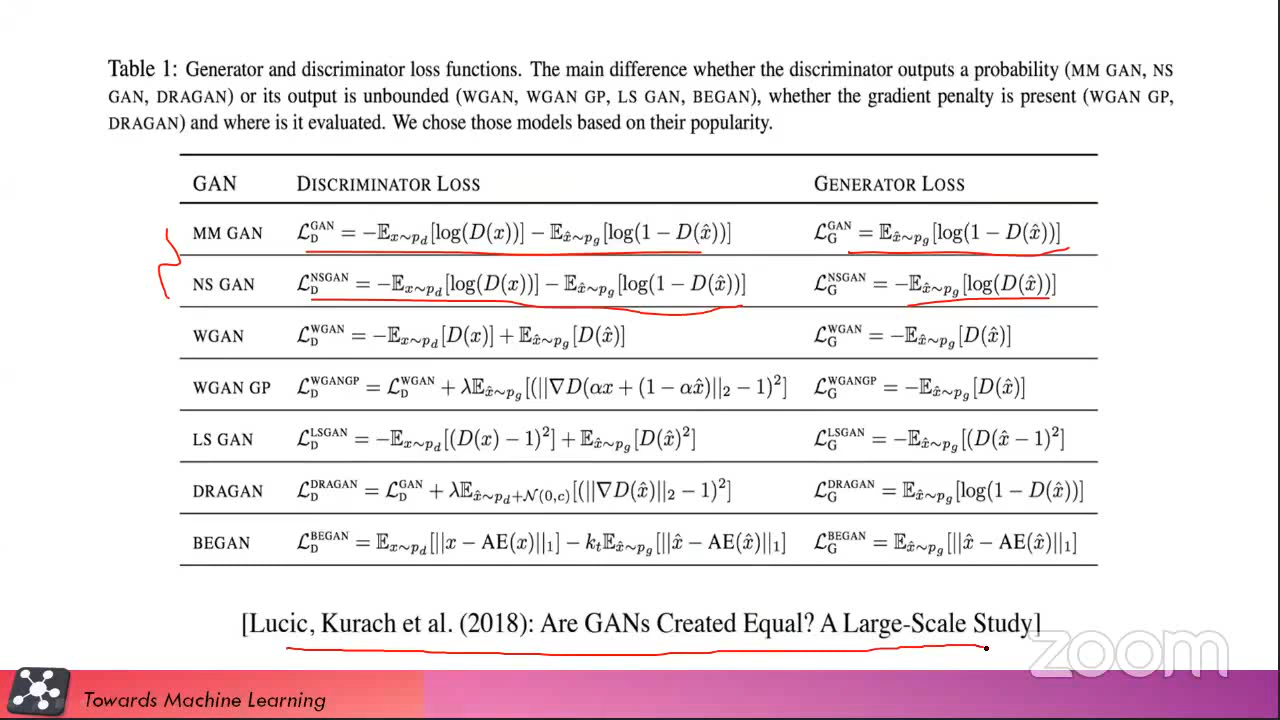 Table 1: Generator and discriminator loss functions. The main difference whether the discriminator outputs a probability (MM GAN, NS
GAN, DRAGAN) or its output is unbounded (WGAN, WGAN GP, LS GAN, BEGAN), whether the gradient penalty is present (WGAN GP,
DRAGAN) and where is it evaluated. We chose those models based on their popularity.
GAN DISCRIMINATOR LOSS GENERATOR LOSS
MM GAN ℒ_D^GAN = −𝔼_{x∼p_d}[log(D(x))] − 𝔼_{x̂∼p_g}[log(1 − D(x̂))] ℒ_G^GAN = 𝔼_{x̂∼p_g}[log(1 − D(x̂))]
NS GAN ℒ_D^NSGAN = −𝔼_{x∼p_d}[log(D(x))] − 𝔼_{x̂∼p_g}[log(1 − D(x̂))] ℒ_G^NSGAN = −𝔼_{x̂∼p_g}[log(D(x̂))]
WGAN ℒ_D^WGAN = −𝔼_{x∼p_d}[D(x)] + 𝔼_{x̂∼p_g}[D(x̂)] ℒ_G^WGAN = −𝔼_{x̂∼p_g}[D(x̂)]
WGAN GP ℒ_D^WGANGP = ℒ_D^WGAN + λ𝔼_{x̂∼p_g}[(||∇D(αx + (1 − αx̂)||_2 − 1)^2] ℒ_G^WGANGP = −𝔼_{x̂∼p_g}[D(x̂)]
LS GAN ℒ_D^LSGAN = −𝔼_{x∼p_d}[(D(x) − 1)^2] + 𝔼_{x̂∼p_g}[D(x̂)^2] ℒ_G^LSGAN = −𝔼_{x̂∼p_g}[(D(x̂ − 1)^2]
DRAGAN ℒ_D^DRAGAN = ℒ_D^GAN + λ𝔼_{x̂∼p_d+𝒩(0,c)}[(||∇D(x̂)||_2 − 1)^2] ℒ_G^DRAGAN = 𝔼_{x̂∼p_g}[log(1 − D(x̂))]
BEGAN ℒ_D^BEGAN = 𝔼_{x∼p_d}[||x − AE(x)||_1] − k_t𝔼_{x̂∼p_g}[||x̂ − AE(x̂)||_1] ℒ_G^BEGAN = 𝔼_{x̂∼p_g}[||x̂ − AE(x̂)||_1]
[Lucic, Kurach et al. (2018): Are GANs Created Equal? A Large-Scale Study]
zoom
Towards Machine Learning